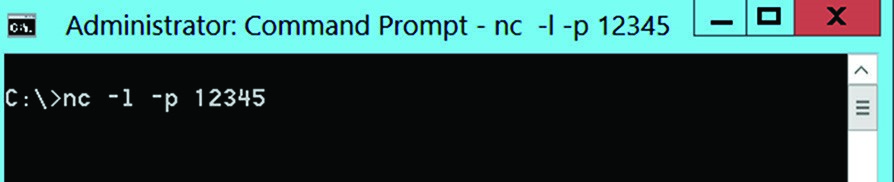 Administrator: Command Prompt - nc  -l -p 12345
C:\>nc -l -p 12345